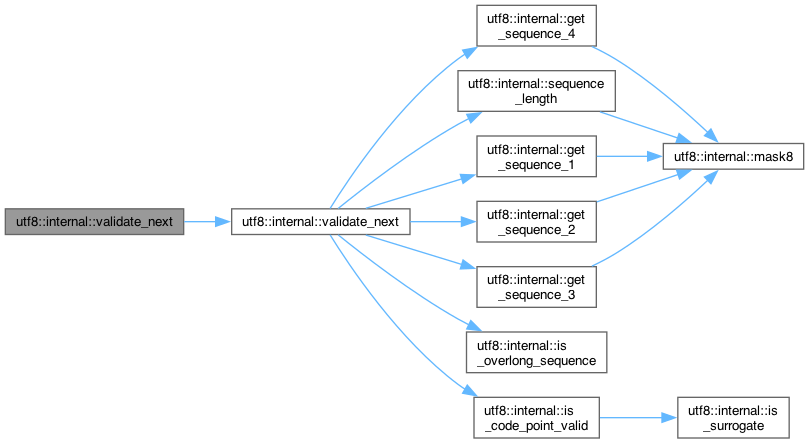 utf8::internal::validate_next
utf8::internal::validate_next
utf8::internal::get
_sequence_4
utf8::internal::sequence
_length
utf8::internal::get
_sequence_1
utf8::internal::get
_sequence_2
utf8::internal::get
_sequence_3
utf8::internal::is
_overlong_sequence
utf8::internal::is
_code_point_valid
utf8::internal::mask8
utf8::internal::is
_surrogate